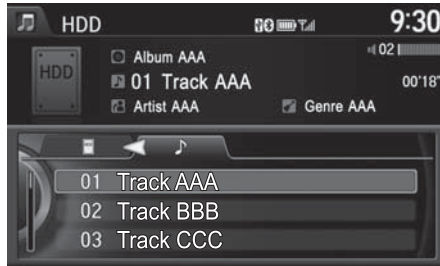 HDD
9:30
HDD
Album AAA
02
01 Track AAA
00'18"
Artist AAA
Genre AAA
01 Track AAA
02 Track BBB
03 Track CCC